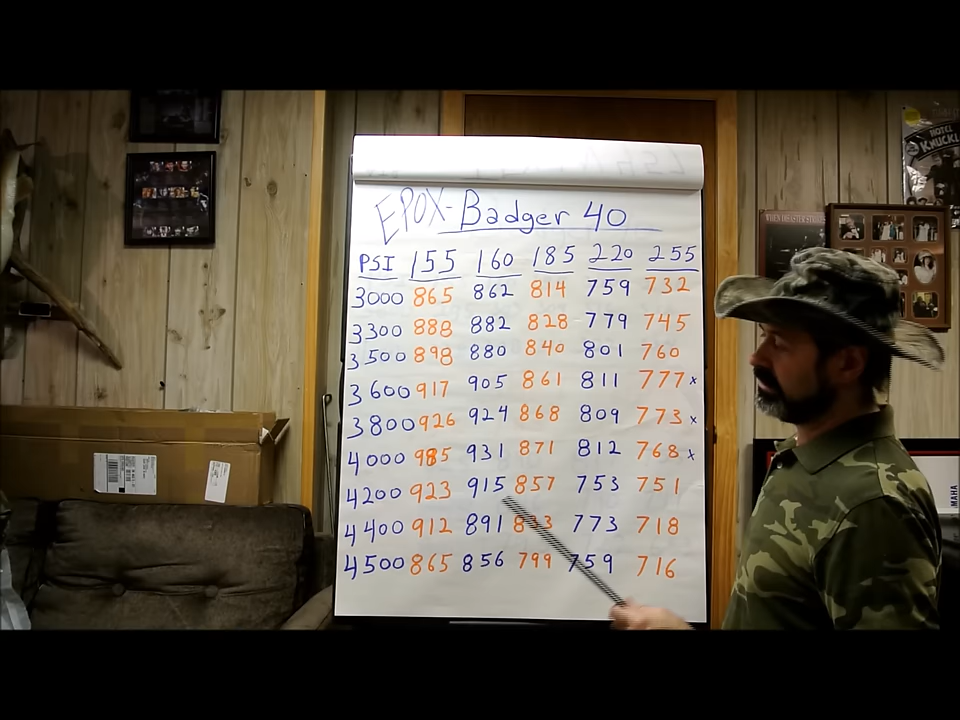 EPOX-Badger 40
PSI 155 160 185 220 255
3000 865 862 814 759 732
3300 888 882 828 779 745
3500 898 880 840 801 760
3600 917 905 861 811 777x
3800 926 924 868 809 773x
4000 931 871 812 768x
4200 923 915 857 753 751
4400 912 891 773 718
4500 865 856 799 759 716
HOTEL
KNUCKL